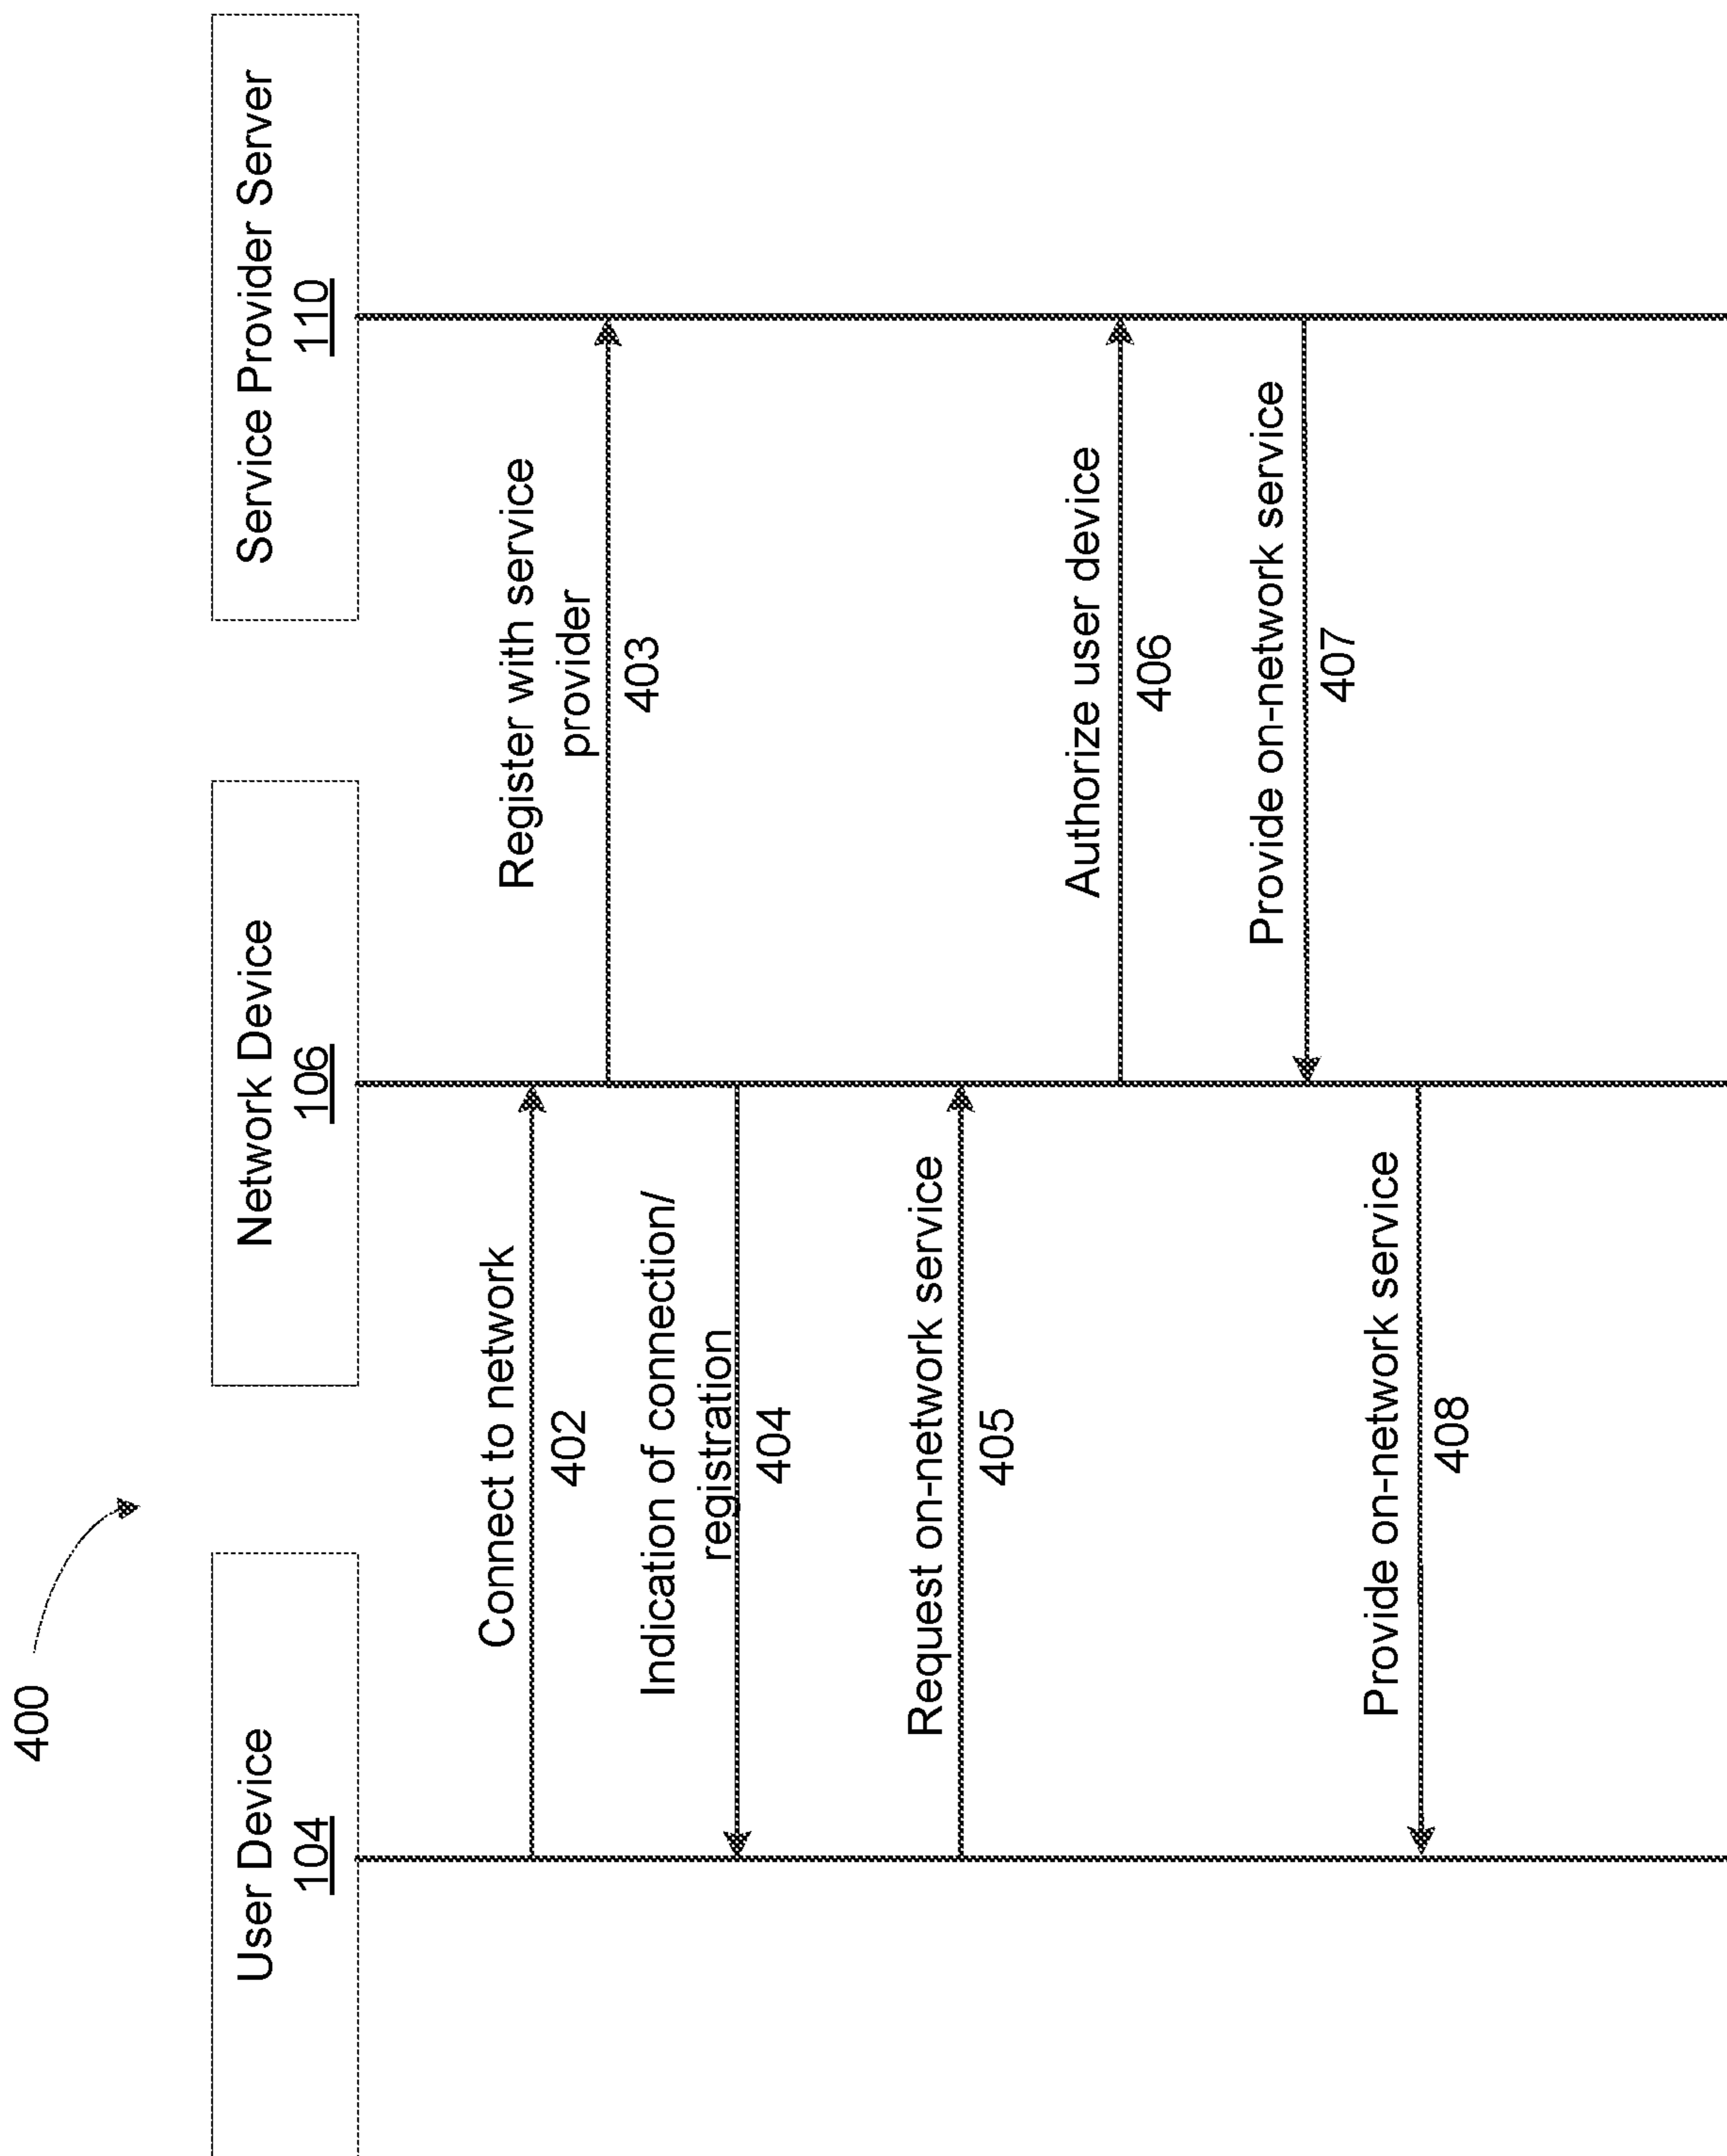 400
User Device
104
Network Device
106
Service Provider Server
110
Connect to network
402
Register with service
provider
403
Indication of connection/
registration
404
Request on-network service
405
Authorize user device
406
Provide on-network service
407
Provide on-network service
408